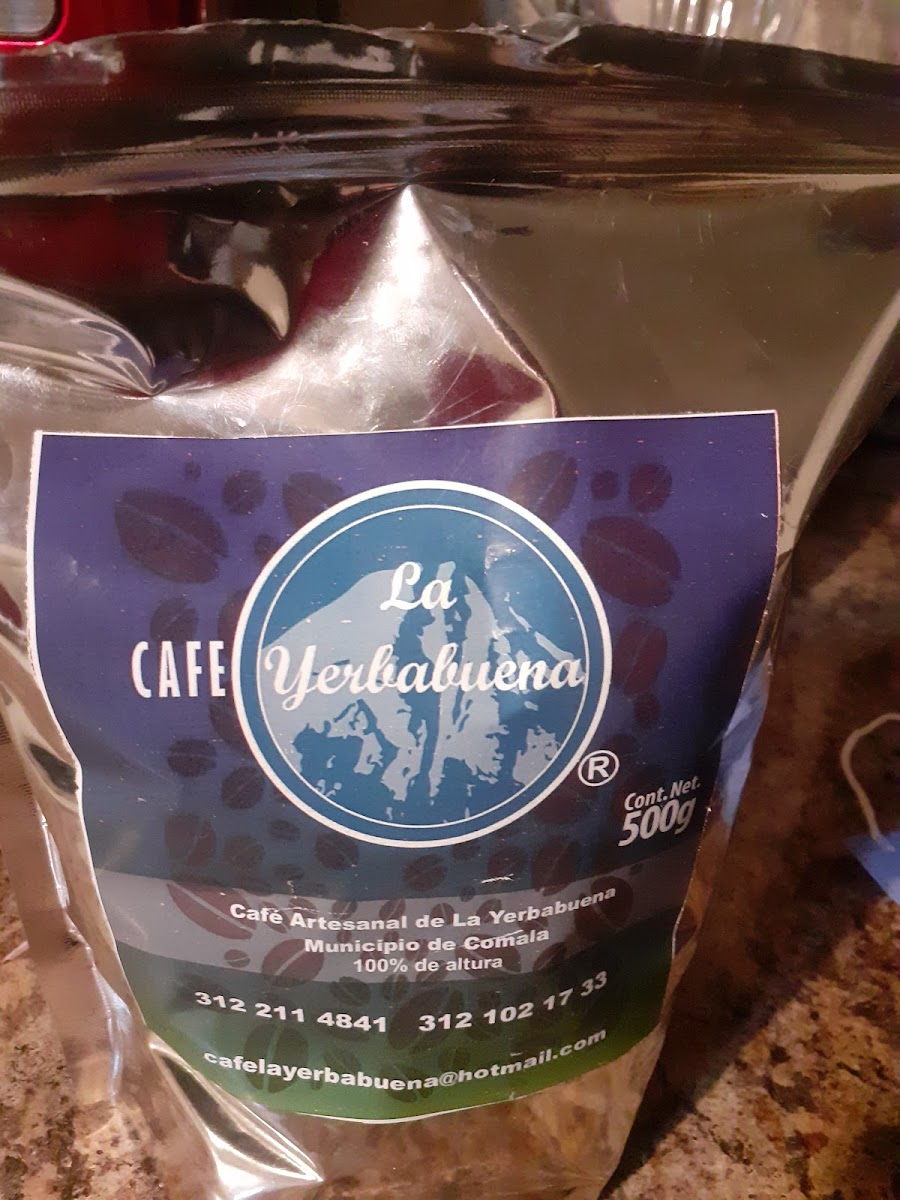 La
CAFE Yerbabuena
®
Cont. Net.
500g
Café Artesanal de La Yerbabuena
Municipio de Comala
100% de altura
312 211 4841 312 102 17 33
cafelayerbabuena@hotmail.com